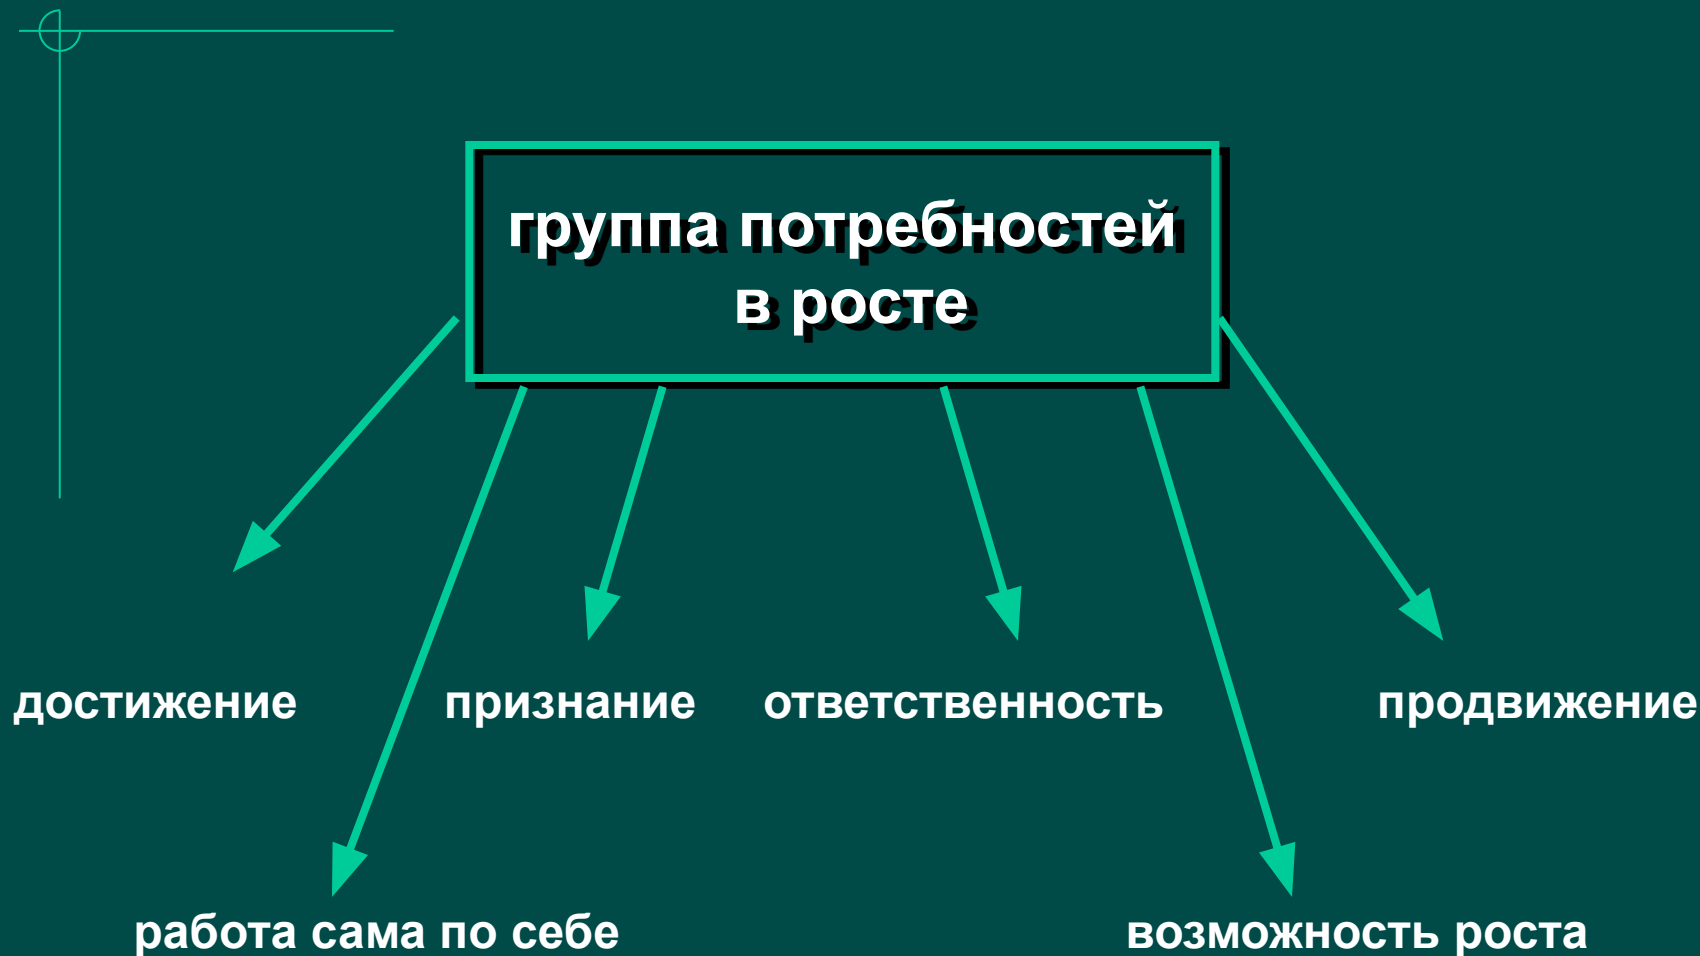 группа потребностей
в росте
достижение
признание
ответственность
продвижение
работа сама по себе
возможность роста